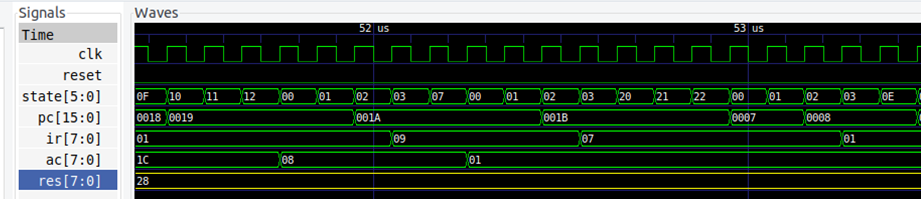 Signals Waves
Time 52 us 53 us
clk
reset
state[5:0] 0F 10 11 12 00 01 02 03 07 00 01 02 03 20 21 22 00 01 02 03 0E
pc[15:0] 0018 0019 001A 001B 0007 0008
ir[7:0] 01 09 07 01
ac[7:0] 1C 08 01
res[7:0] 28